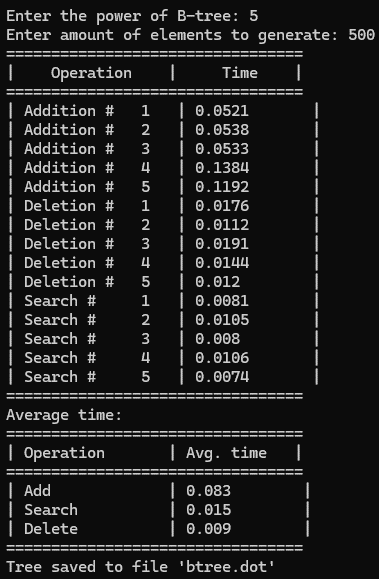 Enter the power of B-tree: 5
Enter amount of elements to generate: 500
=================================
|    Operation    |     Time    |
=================================
| Addition #   1   | 0.0521       |
| Addition #   2   | 0.0538       |
| Addition #   3   | 0.0533       |
| Addition #   4   | 0.1384       |
| Addition #   5   | 0.1192       |
| Deletion #   1   | 0.0176       |
| Deletion #   2   | 0.0112       |
| Deletion #   3   | 0.0191       |
| Deletion #   4   | 0.0144       |
| Deletion #   5   | 0.012        |
| Search #     1   | 0.0081       |
| Search #     2   | 0.0105       |
| Search #     3   | 0.008        |
| Search #     4   | 0.0106       |
| Search #     5   | 0.0074       |
=================================
Average time:
=================================
| Operation       | Avg. time   |
=================================
| Add             | 0.083        |
| Search          | 0.015        |
| Delete          | 0.009        |
=================================
Tree saved to file 'btree.dot'